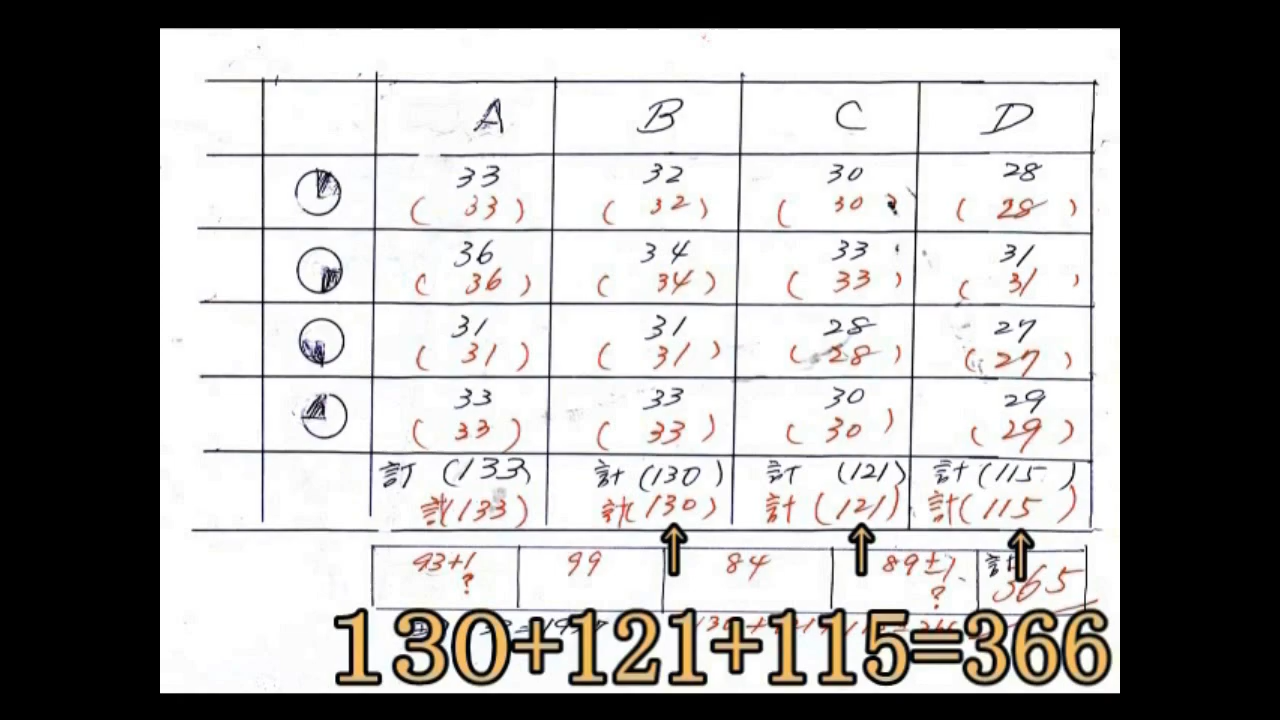 A B C D
33 32 30 28
(33) (32) (30) (28)
36 34 33 31
(36) (34) (33) (31)
31 31 28 27
(31) (31) (28) (27)
33 33 30 29
(33) (33) (30) (29)
計 (133) 計 (130) 計 (121) 計 (115)
計 (133) 計 (130) 計 (121) 計 (115)
93+1 99 84 89±1 計
? ? 365
130+121+115=366